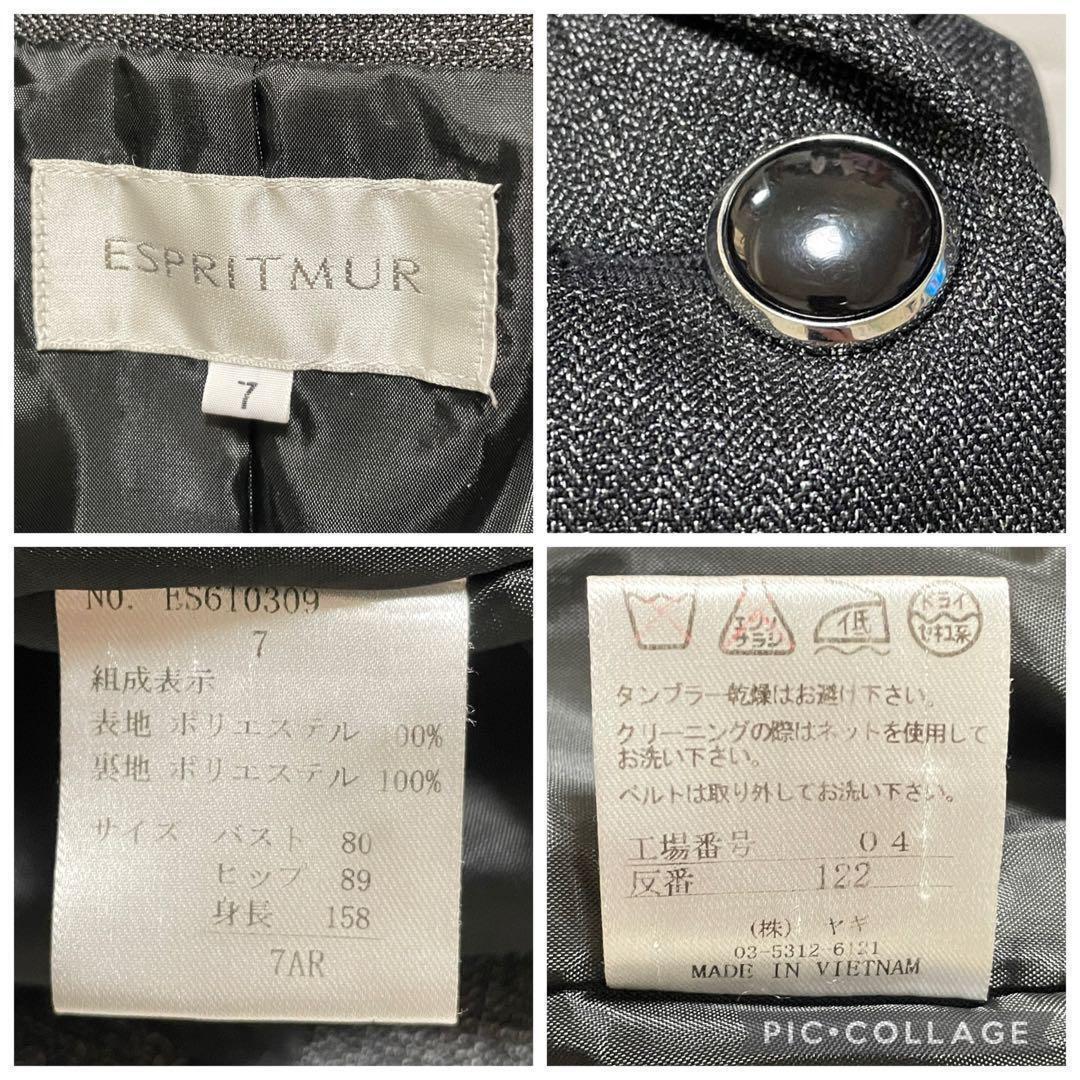 ESPRITMUR
7
NO. ES610309
7
組成表示
表地 ポリエステル 00%
裏地 ポリエステル 100%
サイズ バスト 80
ヒップ 89
身長 158
7AR
エンソ
サラシ
低
ドライ
セキユ系
タンブラー乾燥はお避け下さい。
クリーニングの際はネットを使用して
お洗い下さい。
ベルトは取り外してお洗い下さい。
工場番号 04
反番 122
(株) ヤギ
03-5312-6121
MADE IN VIETNAM
PIC•COLLAGE